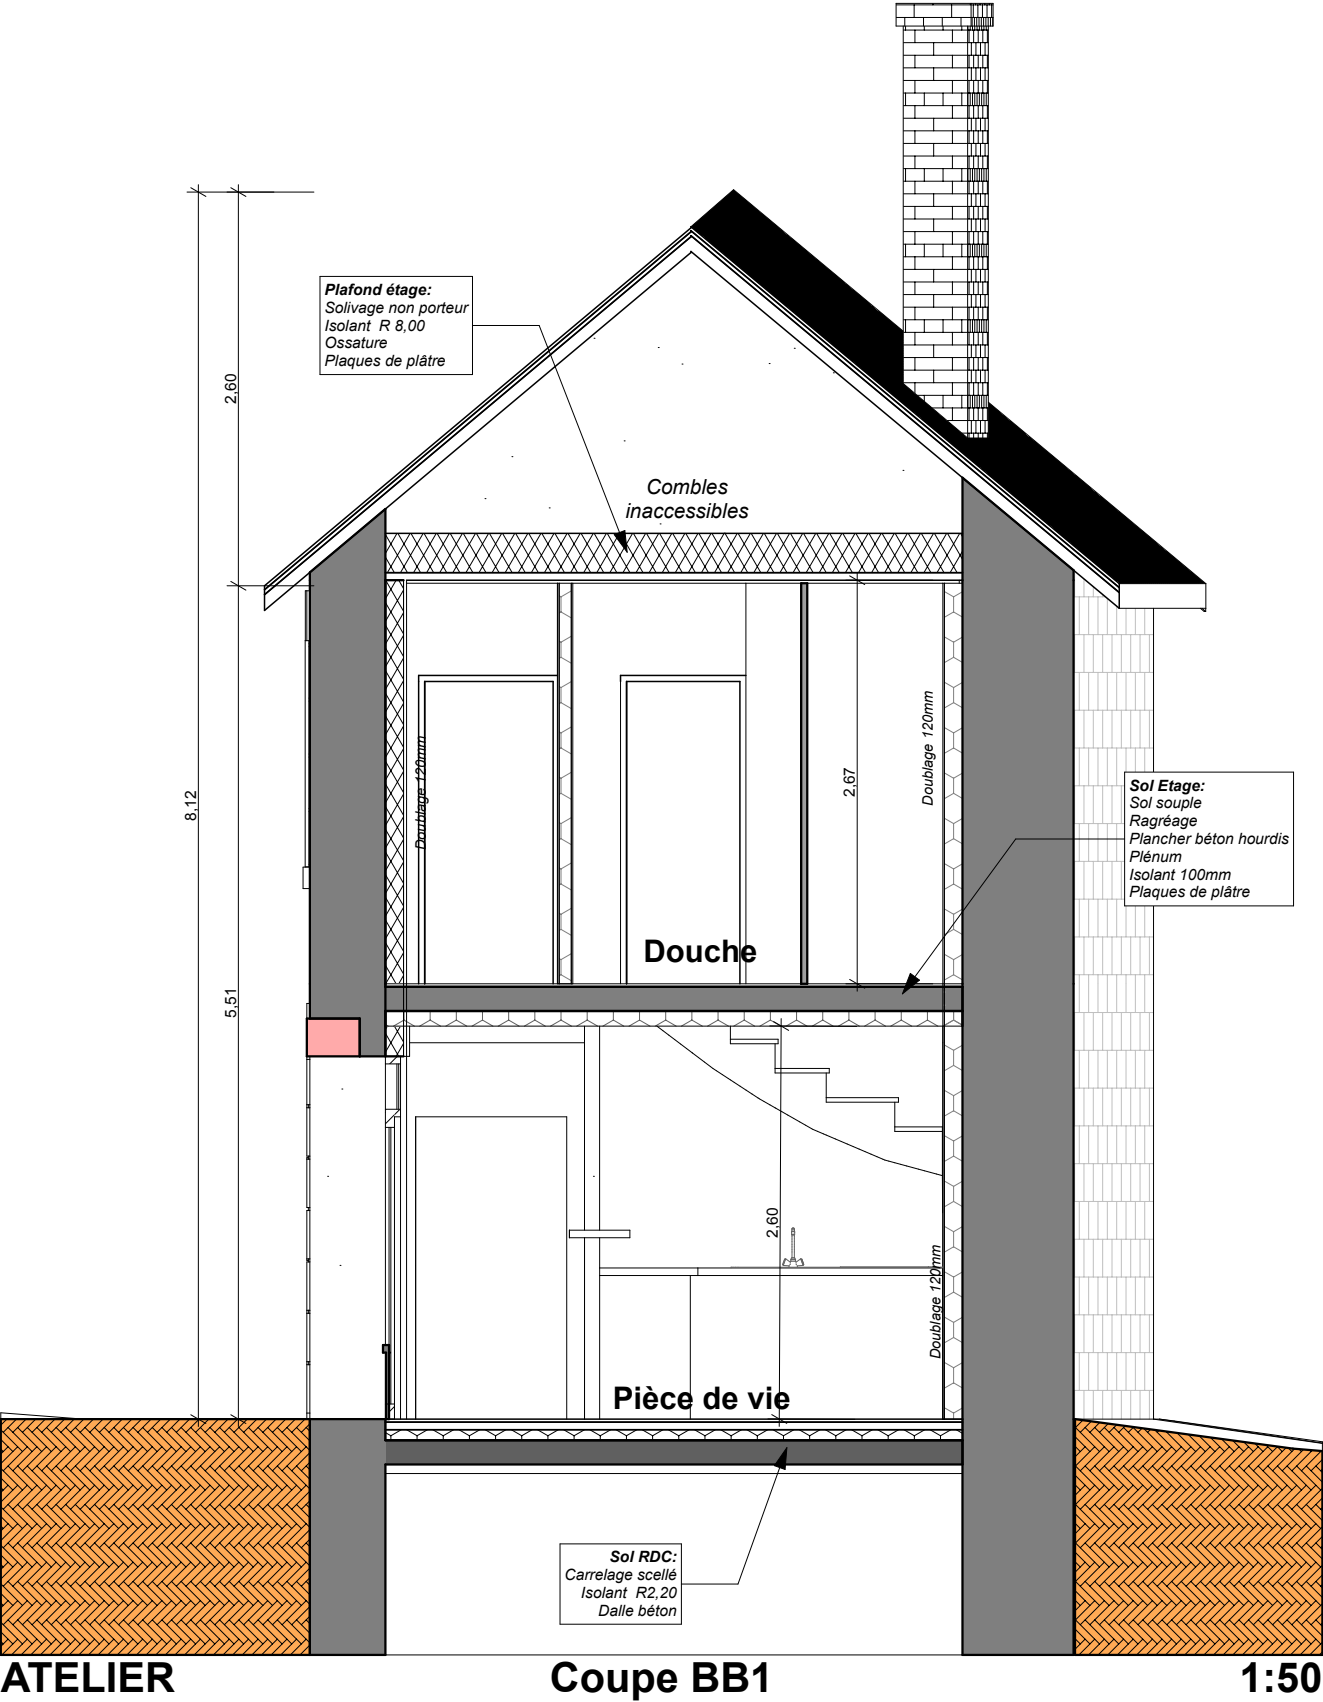 Plafond étage:
Solivage non porteur
Isolant  R 8,00
Ossature
Plaques de plâtre
2,60
Combles
inaccessibles
8,12
5,51
Doublage 120mm
2,67
Doublage 120mm
Sol Etage:
Sol souple
Ragréage
Plancher béton hourdis
Plénum
Isolant 100mm
Plaques de plâtre
Douche
2,60
Doublage 120mm
Pièce de vie
Sol RDC:
Carrelage scellé
Isolant  R2,20
Dalle béton
ATELIER
Coupe BB1
1:50